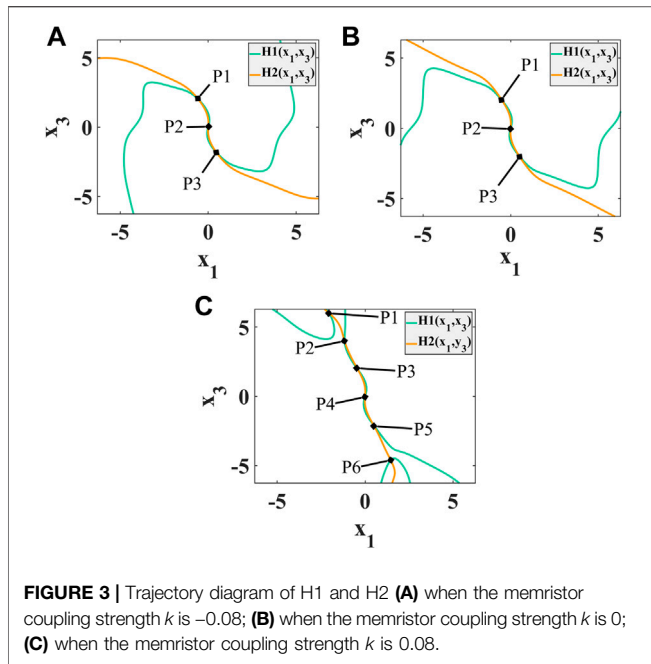 A
H1(x₁,x₃)
H2(x₁,x₃)
5
0
-5
x₃
P1
P2
P3
-5 0 5
x₁
B
H1(x₁,x₃)
H2(x₁,x₃)
5
0
-5
x₃
P1
P2
P3
-5 0 5
x₁
C
H1(x₁,x₃)
H2(x₁,y₃)
5
0
-5
x₃
P1
P2
P3
P4
P5
P6
-5 0 5
x₁
FIGURE 3 | Trajectory diagram of H1 and H2 (A) when the memristor
coupling strength k is −0.08; (B) when the memristor coupling strength k is 0;
(C) when the memristor coupling strength k is 0.08.